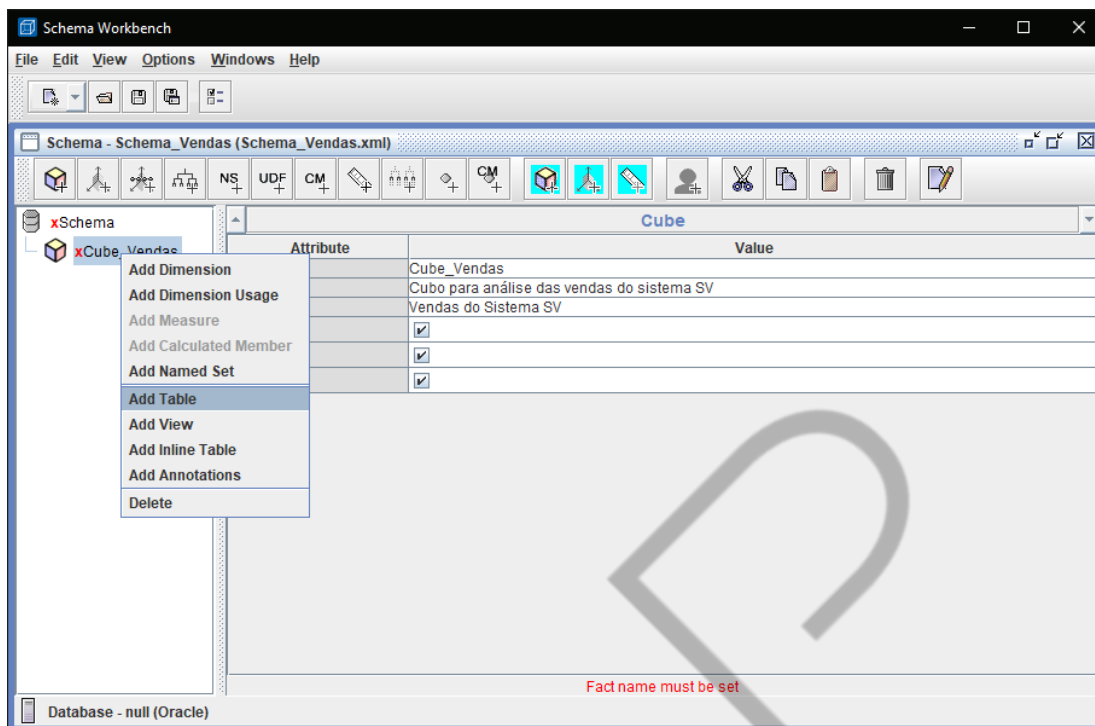 Schema Workbench
File Edit View Options Windows Help
Schema - Schema_Vendas (Schema_Vendas.xml)
NS UDF CM CM
xSchema
Cube
xCube_Vendas
Attribute Value
Cube_Vendas
Cubo para análise das vendas do sistema SV
Vendas do Sistema SV
Add Dimension
Add Dimension Usage
Add Measure
Add Calculated Member
Add Named Set
Add Table
Add View
Add Inline Table
Add Annotations
Delete
Fact name must be set
Database - null (Oracle)